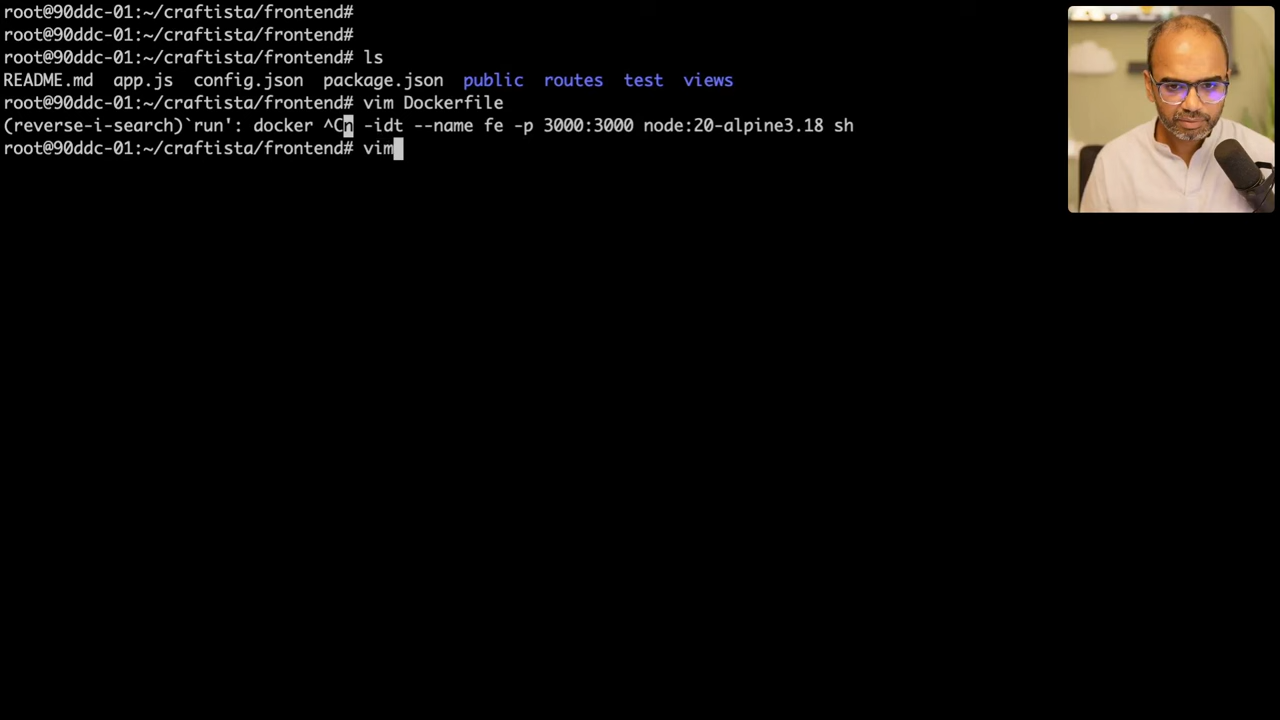 root@90ddc-01:~/craftista/frontend#
root@90ddc-01:~/craftista/frontend#
root@90ddc-01:~/craftista/frontend# ls
README.md app.js config.json package.json public routes test views
root@90ddc-01:~/craftista/frontend# vim Dockerfile
(reverse-i-search)`run': docker ^Cn -idt --name fe -p 3000:3000 node:20-alpine3.18 sh
root@90ddc-01:~/craftista/frontend# vim